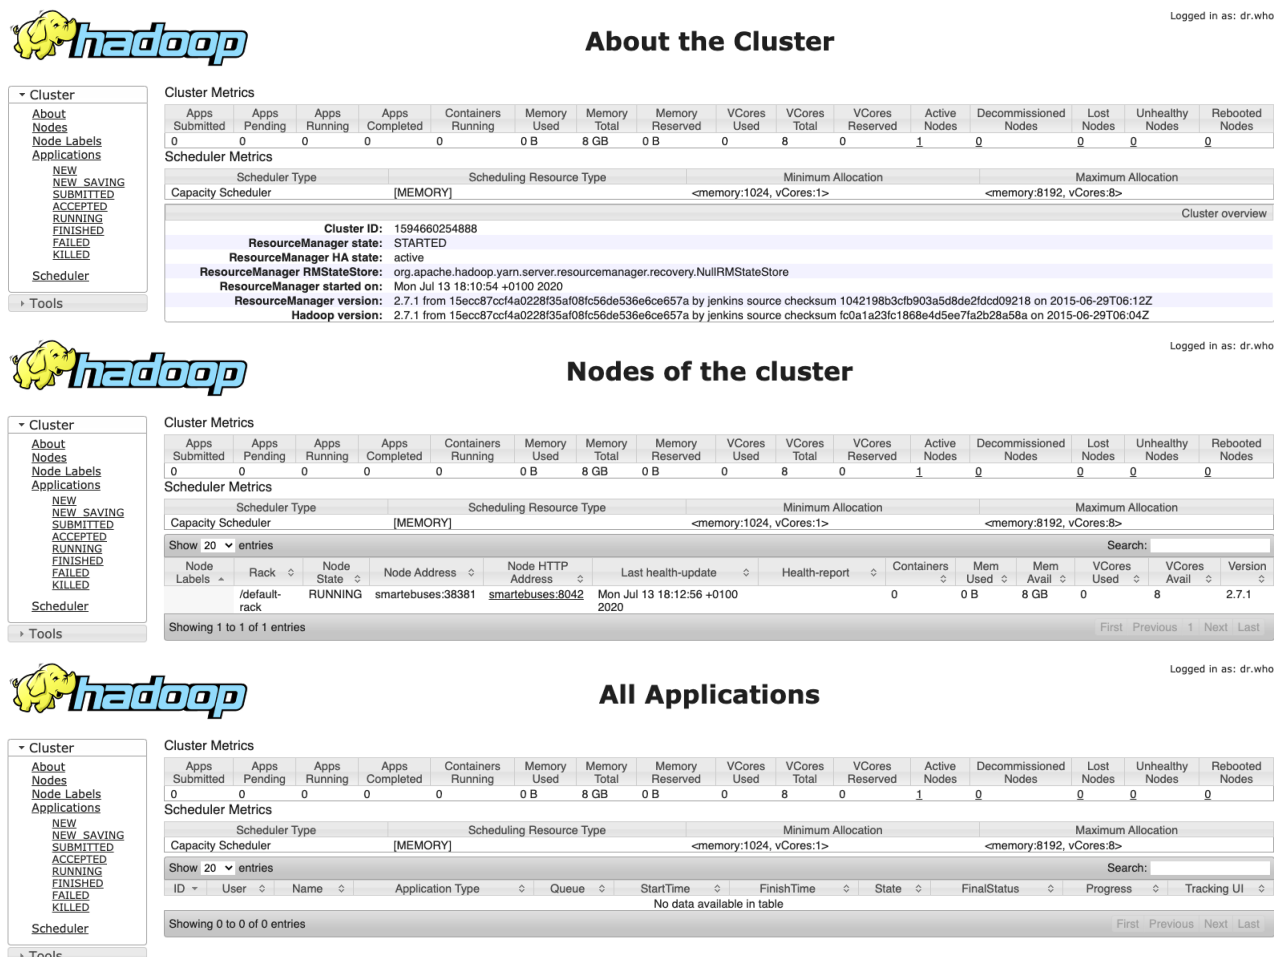 Logged in as: dr.who
hadoop
About the Cluster
Cluster
About
Nodes
Node Labels
Applications
NEW
NEW_SAVING
SUBMITTED
ACCEPTED
RUNNING
FINISHED
FAILED
KILLED
Scheduler
Tools
Cluster Metrics
Apps Submitted Apps Pending Apps Running Apps Completed Containers Running Memory Used Memory Total Memory Reserved VCores Used VCores Total VCores Reserved Active Nodes Decommissioned Nodes Lost Nodes Unhealthy Nodes Rebooted Nodes
0 0 0 0 0 0 B 8 GB 0 B 0 8 0 1 0 0 0 0
Scheduler Metrics
Scheduler Type Scheduling Resource Type Minimum Allocation Maximum Allocation
Capacity Scheduler [MEMORY] <memory:1024, vCores:1> <memory:8192, vCores:8>
Cluster overview
Cluster ID: 1594660254888
ResourceManager state: STARTED
ResourceManager HA state: active
ResourceManager RMStateStore: org.apache.hadoop.yarn.server.resourcemanager.recovery.NullRMStateStore
ResourceManager started on: Mon Jul 13 18:10:54 +0100 2020
ResourceManager version: 2.7.1 from 15ecc87ccf4a0228f35af08fc56de536e6ce657a by jenkins source checksum 1042198b3cfb903a5d8de2fdcd09218 on 2015-06-29T06:12Z
Hadoop version: 2.7.1 from 15ecc87ccf4a0228f35af08fc56de536e6ce657a by jenkins source checksum fc0a1a23fc1868e4d5ee7fa2b28a58a on 2015-06-29T06:04Z
Logged in as: dr.who
hadoop
Nodes of the cluster
Cluster
About
Nodes
Node Labels
Applications
NEW
NEW_SAVING
SUBMITTED
ACCEPTED
RUNNING
FINISHED
FAILED
KILLED
Scheduler
Tools
Cluster Metrics
Apps Submitted Apps Pending Apps Running Apps Completed Containers Running Memory Used Memory Total Memory Reserved VCores Used VCores Total VCores Reserved Active Nodes Decommissioned Nodes Lost Nodes Unhealthy Nodes Rebooted Nodes
0 0 0 0 0 0 B 8 GB 0 B 0 8 0 1 0 0 0 0
Scheduler Metrics
Scheduler Type Scheduling Resource Type Minimum Allocation Maximum Allocation
Capacity Scheduler [MEMORY] <memory:1024, vCores:1> <memory:8192, vCores:8>
Show 20 entries Search:
Node Labels Rack Node State Node Address Node HTTP Address Last health-update Health-report Containers Mem Used Mem Avail VCores Used VCores Avail Version
/default-rack RUNNING smartebuses:38381 smartebuses:8042 Mon Jul 13 18:12:56 +0100 2020 0 0 B 8 GB 0 8 2.7.1
Showing 1 to 1 of 1 entries First Previous 1 Next Last
Logged in as: dr.who
hadoop
All Applications
Cluster
About
Nodes
Node Labels
Applications
NEW
NEW_SAVING
SUBMITTED
ACCEPTED
RUNNING
FINISHED
FAILED
KILLED
Scheduler
Tools
Cluster Metrics
Apps Submitted Apps Pending Apps Running Apps Completed Containers Running Memory Used Memory Total Memory Reserved VCores Used VCores Total VCores Reserved Active Nodes Decommissioned Nodes Lost Nodes Unhealthy Nodes Rebooted Nodes
0 0 0 0 0 0 B 8 GB 0 B 0 8 0 1 0 0 0 0
Scheduler Metrics
Scheduler Type Scheduling Resource Type Minimum Allocation Maximum Allocation
Capacity Scheduler [MEMORY] <memory:1024, vCores:1> <memory:8192, vCores:8>
Show 20 entries Search:
ID User Name Application Type Queue StartTime FinishTime State FinalStatus Progress Tracking UI
No data available in table
Showing 0 to 0 of 0 entries First Previous Next Last